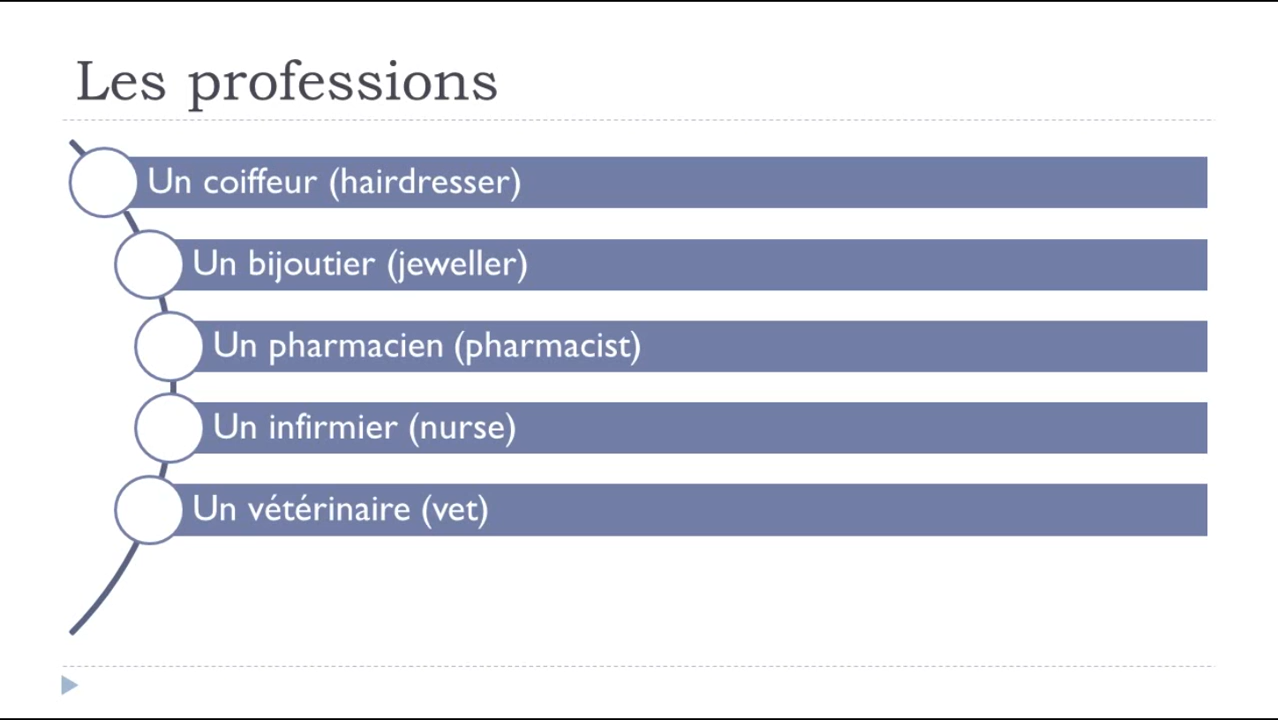 Les professions
Un coiffeur (hairdresser)
Un bijoutier (jeweller)
Un pharmacien (pharmacist)
Un infirmier (nurse)
Un vétérinaire (vet)